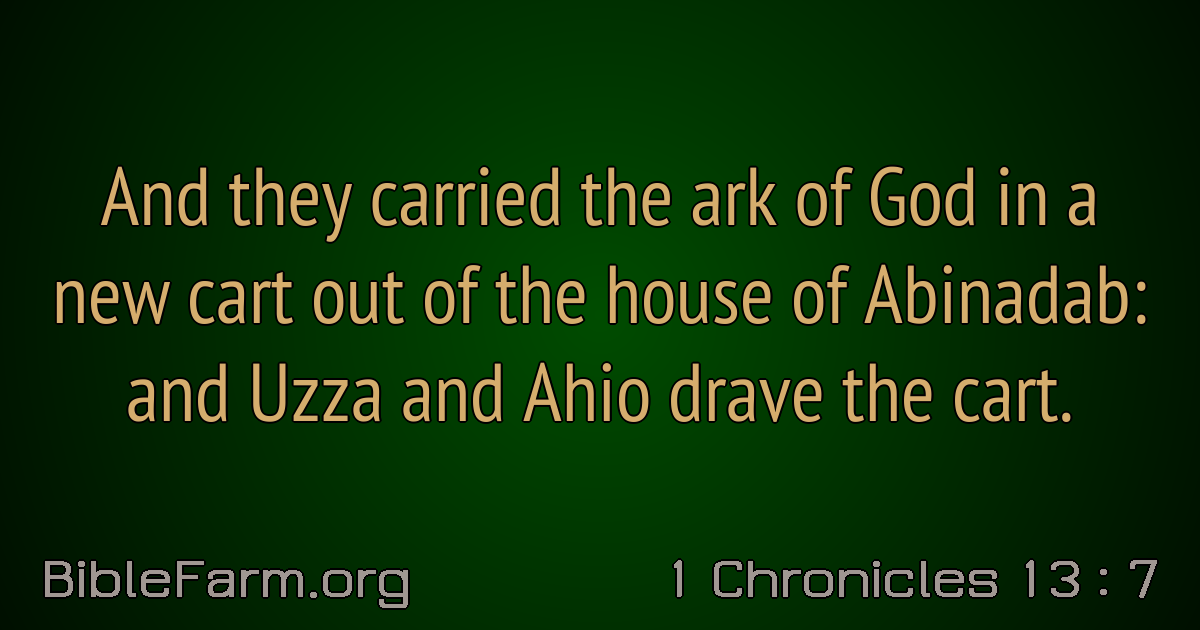 And they carried the ark of God in a
new cart out of the house of Abinadab:
and Uzza and Ahio drave the cart.
BibleFarm.org
1 Chronicles 13 : 7